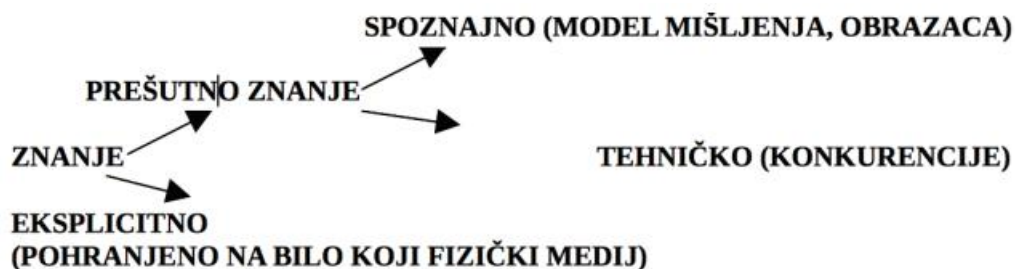 SPOZNAJNO (MODEL MIŠLJENJA, OBRAZACA)
PREŠUTNO ZNANJE
ZNANJE
TEHNIČKO (KONKURENCIJE)
EKSPLICITNO
(POHRANJENO NA BILO KOJI FIZIČKI MEDIJ)